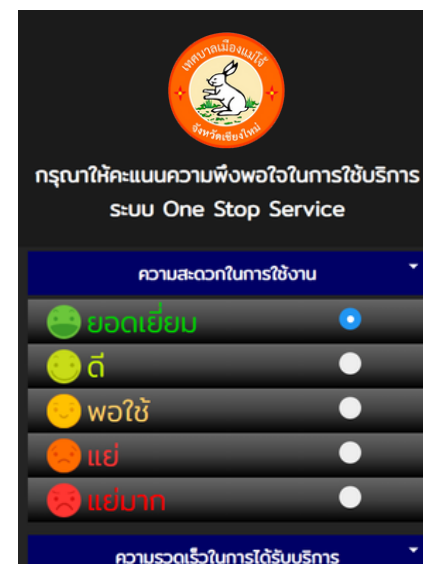 เทศบาลเมืองแม่โจ้
จังหวัดเชียงใหม่
กรุณาให้คะแนนความพึงพอใจในการใช้บริการ
ระบบ One Stop Service
ความสะดวกในการใช้งาน
ยอดเยี่ยม
ดี
พอใช้
แย่
แย่มาก
ความรวดเร็วในการได้รับบริการ